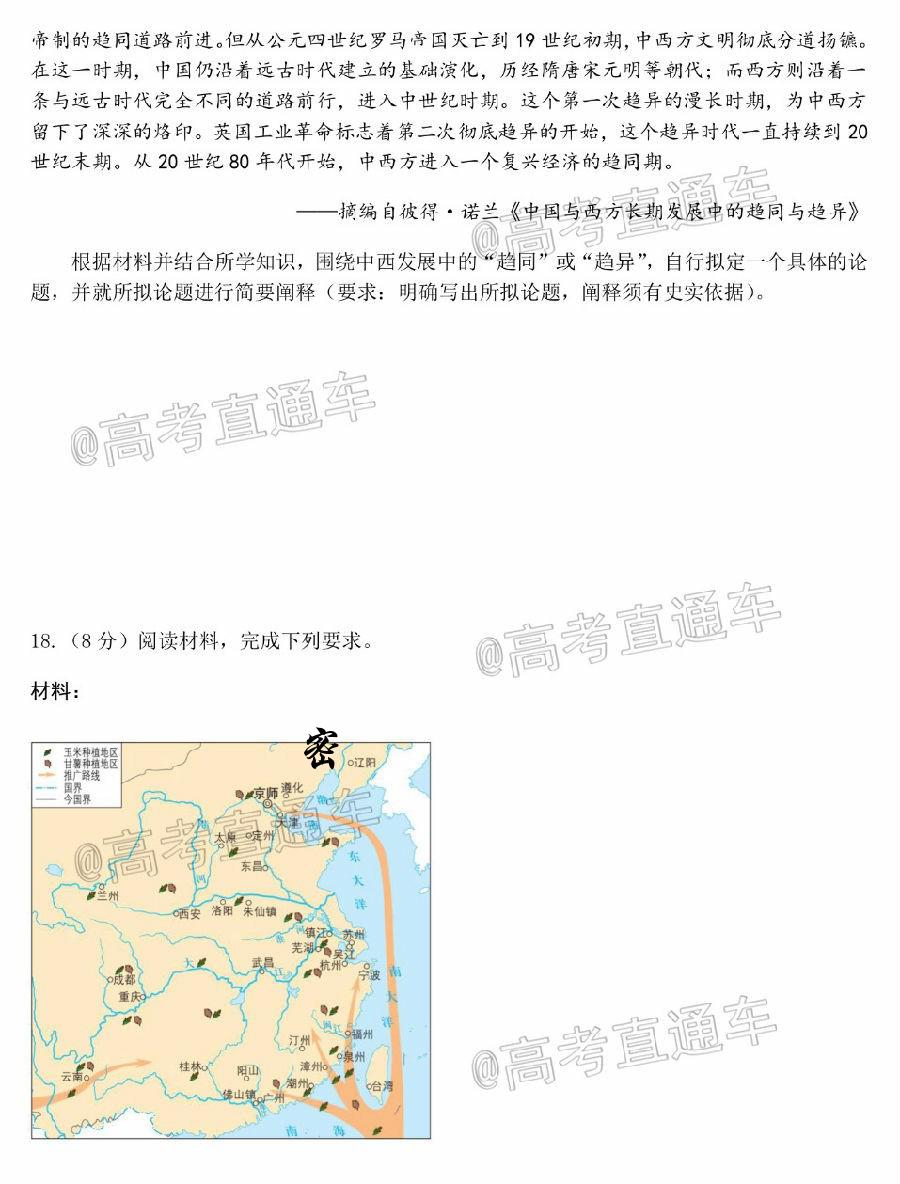 帝制的趋同道路前进。但从公元四世纪罗马帝国灭亡到 19 世纪初期，中西方文明彻底分道扬镳。
在这一时期，中国仍沿着远古时代建立的基础演化，历经隋唐宋元明等朝代；而西方则沿着一
条与远古时代完全不同的道路前行，进入中世纪时期。这个第一次趋异的漫长时期，为中西方
留下了深深的烙印。英国工业革命标志着第二次彻底趋异的开始，这个趋异时代一直持续到 20
世纪末期。从 20 世纪 80 年代开始，中西方进入一个复兴经济的趋同期。
——摘编自彼得·诺兰《中国与西方长期发展中的趋同与趋异》
@高考直通车
根据材料并结合所学知识，围绕中西发展中的“趋同”或“趋异”，自行拟定一个具体的论
题，并就所拟论题进行简要阐释（要求：明确写出所拟论题，阐释须有史实依据）。
@高考直通车
@高考直通车
18.（8 分）阅读材料，完成下列要求。
材料：
密
玉米种植地区
甘薯种植地区
推广路线
国界
今国界
辽阳
遵化
京师
天津
渤
海
@高考直通车
黄
河
太原
定州
东昌
东
大
洋
兰州
西安
洛阳
朱仙镇
淮
河
镇江
苏州
芜湖
吴江
杭州
宁波
大
江
武昌
成都
重庆
南
大
洋
闽江
福州
汀州
泉州
@高考直通车
云南
桂林
阳山
漳州
潮州
台湾
佛山镇
广州
南
海